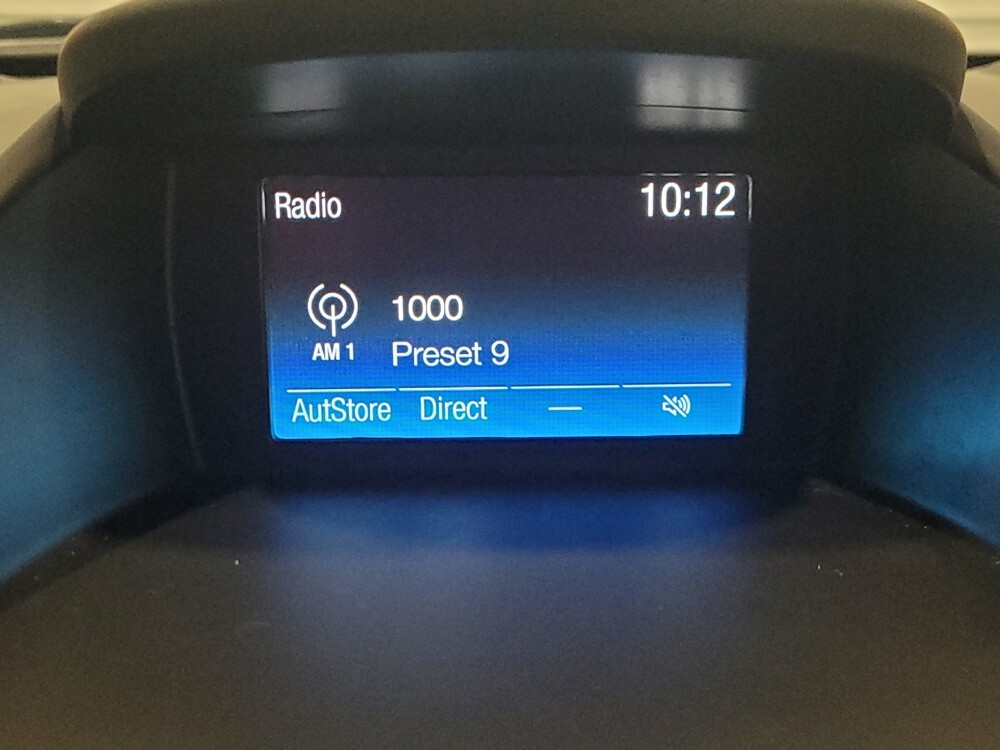 Radio 10:12
1000
AM 1 Preset 9
AutStore Direct —